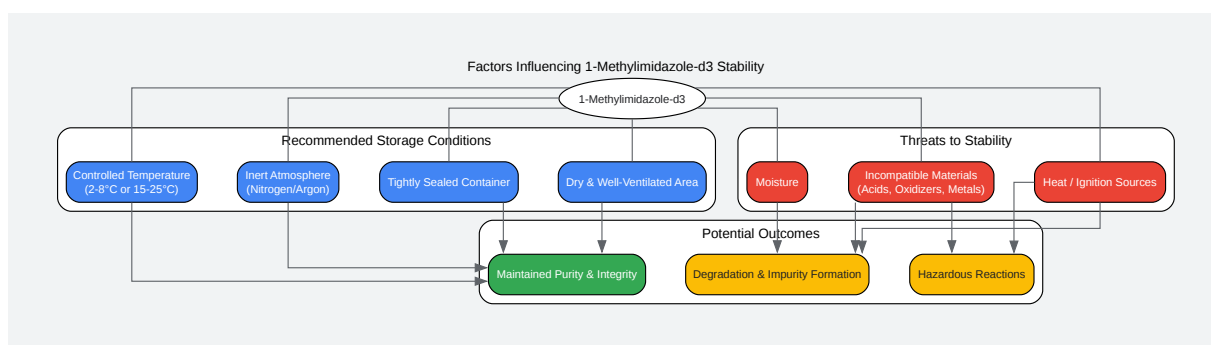 Factors Influencing 1-Methylimidazole-d3 Stability
1-Methylimidazole-d3
Recommended Storage Conditions
Threats to Stability
Controlled Temperature
(2-8°C or 15-25°C)
Inert Atmosphere
(Nitrogen/Argon)
Tightly Sealed Container
Dry & Well-Ventilated Area
Moisture
Incompatible Materials
(Acids, Oxidizers, Metals)
Heat / Ignition Sources
Potential Outcomes
Maintained Purity & Integrity
Degradation & Impurity Formation
Hazardous Reactions